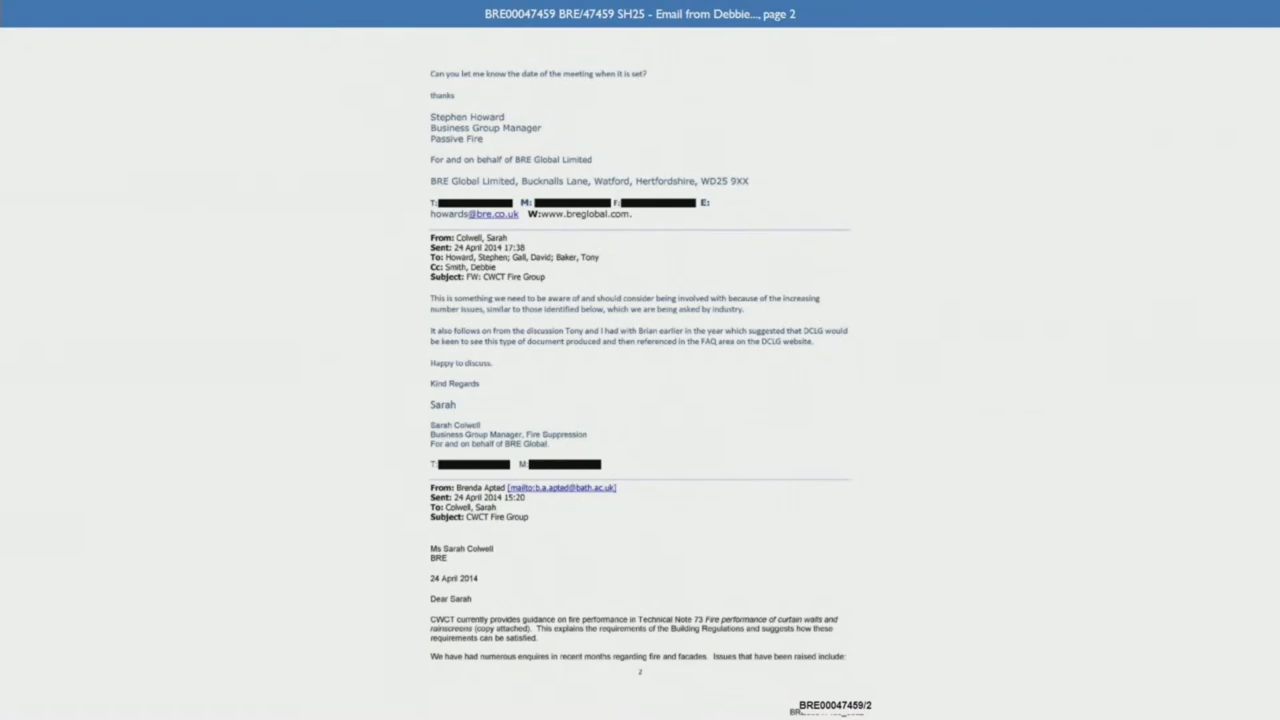 BRE00047459 BRE/47459 SH25 - Email from Debbie..., page 2
Can you let me know the date of the meeting when it is set?
thanks
Stephen Howard
Business Group Manager
Passive Fire
For and on behalf of BRE Global Limited
BRE Global Limited, Bucknalls Lane, Watford, Hertfordshire, WD25 9XX
T: M: F: E:
howards@bre.co.uk W:www.breglobal.com.
From: Colwell, Sarah
Sent: 24 April 2014 17:38
To: Howard, Stephen; Gall, David; Baker, Tony
Cc: Smith, Debbie
Subject: FW: CWCT Fire Group
This is something we need to be aware of and should consider being involved with because of the increasing
number issues, similar to those identified below, which we are being asked by industry.
It also follows on from the discussion Tony and I had with Brian earlier in the year which suggested that DCLG would
be keen to see this type of document produced and then referenced in the FAQ area on the DCLG website.
Happy to discuss.
Kind Regards
Sarah
Sarah Colwell
Business Group Manager, Fire Suppression
For and on behalf of BRE Global.
T: M:
From: Brenda Apted [mailto:b.a.apted@bath.ac.uk]
Sent: 24 April 2014 15:20
To: Colwell, Sarah
Subject: CWCT Fire Group
Ms Sarah Colwell
BRE
24 April 2014
Dear Sarah
CWCT currently provides guidance on fire performance in Technical Note 73 Fire performance of curtain walls and
rainscreens (copy attached). This explains the requirements of the Building Regulations and suggests how these
requirements can be satisfied.
We have had numerous enquires in recent months regarding fire and facades. Issues that have been raised include:
2
BRE00047459/2